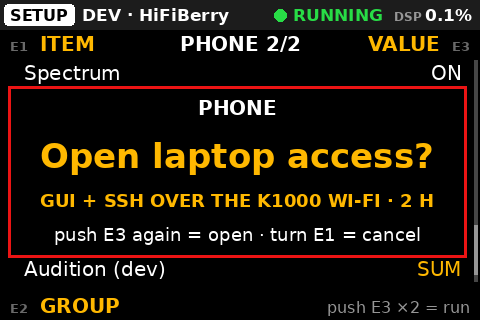 SETUP DEV · HiFiBerry RUNNING DSP 0.1%
E1 ITEM PHONE 2/2 VALUE E3
Spectrum ON
PHONE
Open laptop access?
GUI + SSH OVER THE K1000 WI-FI · 2 H
push E3 again = open · turn E1 = cancel
Audition (dev) SUM
E2 GROUP push E3 ×2 = run